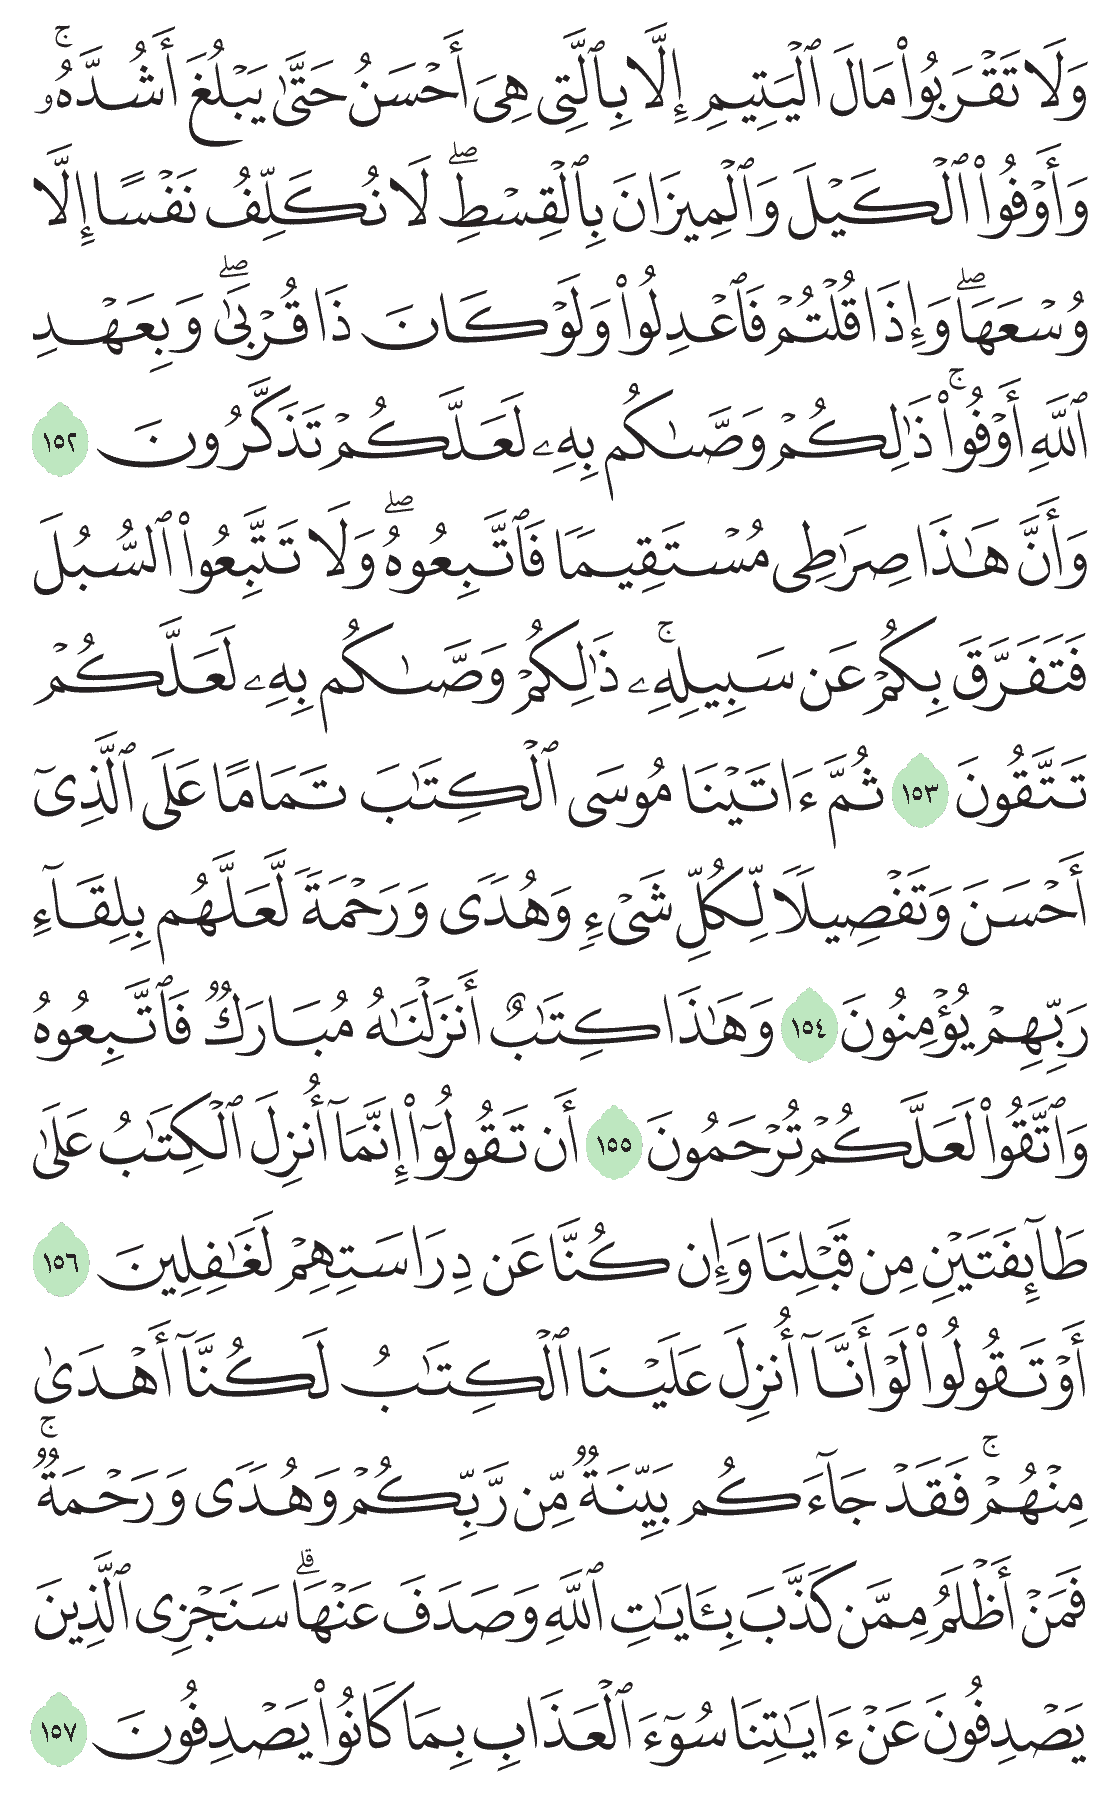 وَلَا تَقْرَبُوا۟ مَالَ ٱلْيَتِيمِ إِلَّا بِٱلَّتِى هِىَ أَحْسَنُ حَتَّىٰ يَبْلُغَ أَشُدَّهُۥۚ
وَأَوْفُوا۟ ٱلْكَيْلَ وَٱلْمِيزَانَ بِٱلْقِسْطِۖ لَا نُكَلِّفُ نَفْسًا إِلَّا
وُسْعَهَاۖ وَإِذَا قُلْتُمْ فَٱعْدِلُوا۟ وَلَوْ كَانَ ذَا قُرْبَىٰۖ وَبِعَهْدِ
ٱللَّهِ أَوْفُوا۟ۚ ذَٰلِكُمْ وَصَّىٰكُم بِهِۦ لَعَلَّكُمْ تَذَكَّرُونَ ١٥٢
وَأَنَّ هَٰذَا صِرَٰطِى مُسْتَقِيمًا فَٱتَّبِعُوهُۖ وَلَا تَتَّبِعُوا۟ ٱلسُّبُلَ
فَتَفَرَّقَ بِكُمْ عَن سَبِيلِهِۦۚ ذَٰلِكُمْ وَصَّىٰكُم بِهِۦ لَعَلَّكُمْ
تَتَّقُونَ ١٥٣ ثُمَّ ءَاتَيْنَا مُوسَى ٱلْكِتَٰبَ تَمَامًا عَلَى ٱلَّذِىٓ
أَحْسَنَ وَتَفْصِيلًا لِّكُلِّ شَىْءٍ وَهُدًى وَرَحْمَةً لَّعَلَّهُم بِلِقَآءِ
رَبِّهِمْ يُؤْمِنُونَ ١٥٤ وَهَٰذَا كِتَٰبٌ أَنزَلْنَٰهُ مُبَارَكٌ فَٱتَّبِعُوهُ
وَٱتَّقُوا۟ لَعَلَّكُمْ تُرْحَمُونَ ١٥٥ أَن تَقُولُوٓا۟ إِنَّمَآ أُنزِلَ ٱلْكِتَٰبُ عَلَىٰ
طَآئِفَتَيْنِ مِن قَبْلِنَا وَإِن كُنَّا عَن دِرَاسَتِهِمْ لَغَٰفِلِينَ ١٥٦
أَوْ تَقُولُوا۟ لَوْ أَنَّآ أُنزِلَ عَلَيْنَا ٱلْكِتَٰبُ لَكُنَّآ أَهْدَىٰ
مِنْهُمْۚ فَقَدْ جَآءَكُم بَيِّنَةٌ مِّن رَّبِّكُمْ وَهُدًى وَرَحْمَةٌۚ
فَمَنْ أَظْلَمُ مِمَّن كَذَّبَ بِـَٔايَٰتِ ٱللَّهِ وَصَدَفَ عَنْهَاۗ سَنَجْزِى ٱلَّذِينَ
يَصْدِفُونَ عَنْ ءَايَٰتِنَا سُوٓءَ ٱلْعَذَابِ بِمَا كَانُوا۟ يَصْدِفُونَ ١٥٧